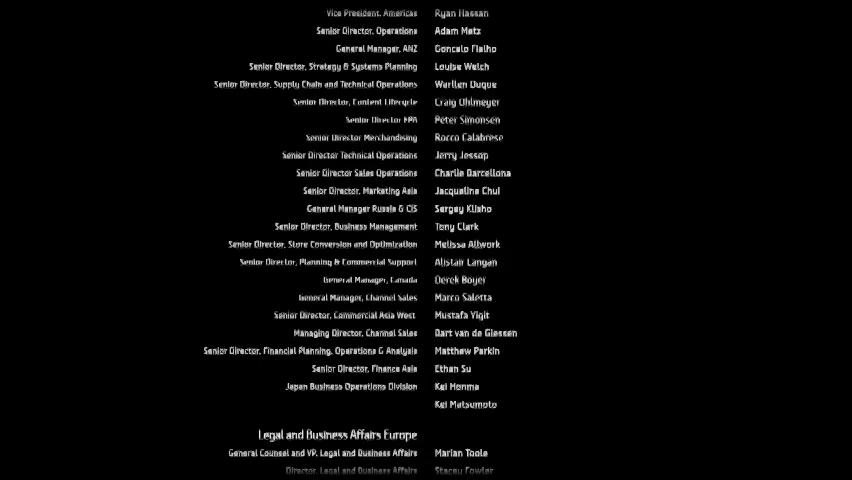 Vice President, Americas Ryan Hassan
Senior Director, Operations Adam Metz
General Manager, ANZ Goncalo Fialho
Senior Director, Strategy & Systems Planning Louise Welch
Senior Director, Supply Chain and Technical Operations Warllen Duque
Senior Director, Content Lifecycle Craig Ohlmeyer
Senior Director Peter Simonsen
Senior Director Merchandising Rocco Calabrese
Senior Director Technical Operations Jerry Jessop
Senior Director Sales Operations Charlie Barcellona
Senior Director, Marketing Asia Jacqueline Chui
General Manager Russia & CIS Sergey Klisho
Senior Director, Business Management Tony Clark
Senior Director, Store Conversion and Optimization Melissa Allwork
Senior Director, Planning & Commercial Support Alistair Langan
General Manager, Canada Derek Boyer
General Manager, Channel Sales Marco Saletta
Senior Director, Commercial Asia West Mustafa Yigit
Managing Director, Channel Sales Bart van de Giessen
Senior Director, Financial Planning, Operations & Analysis Matthew Parkin
Senior Director, Finance Asia Ethan Su
Japan Business Operations Division Kei Honma
Kei Matsumoto
Legal and Business Affairs Europe
General Counsel and VP, Legal and Business Affairs Marian Toole
Director, Legal and Business Affairs Stacey Fowler